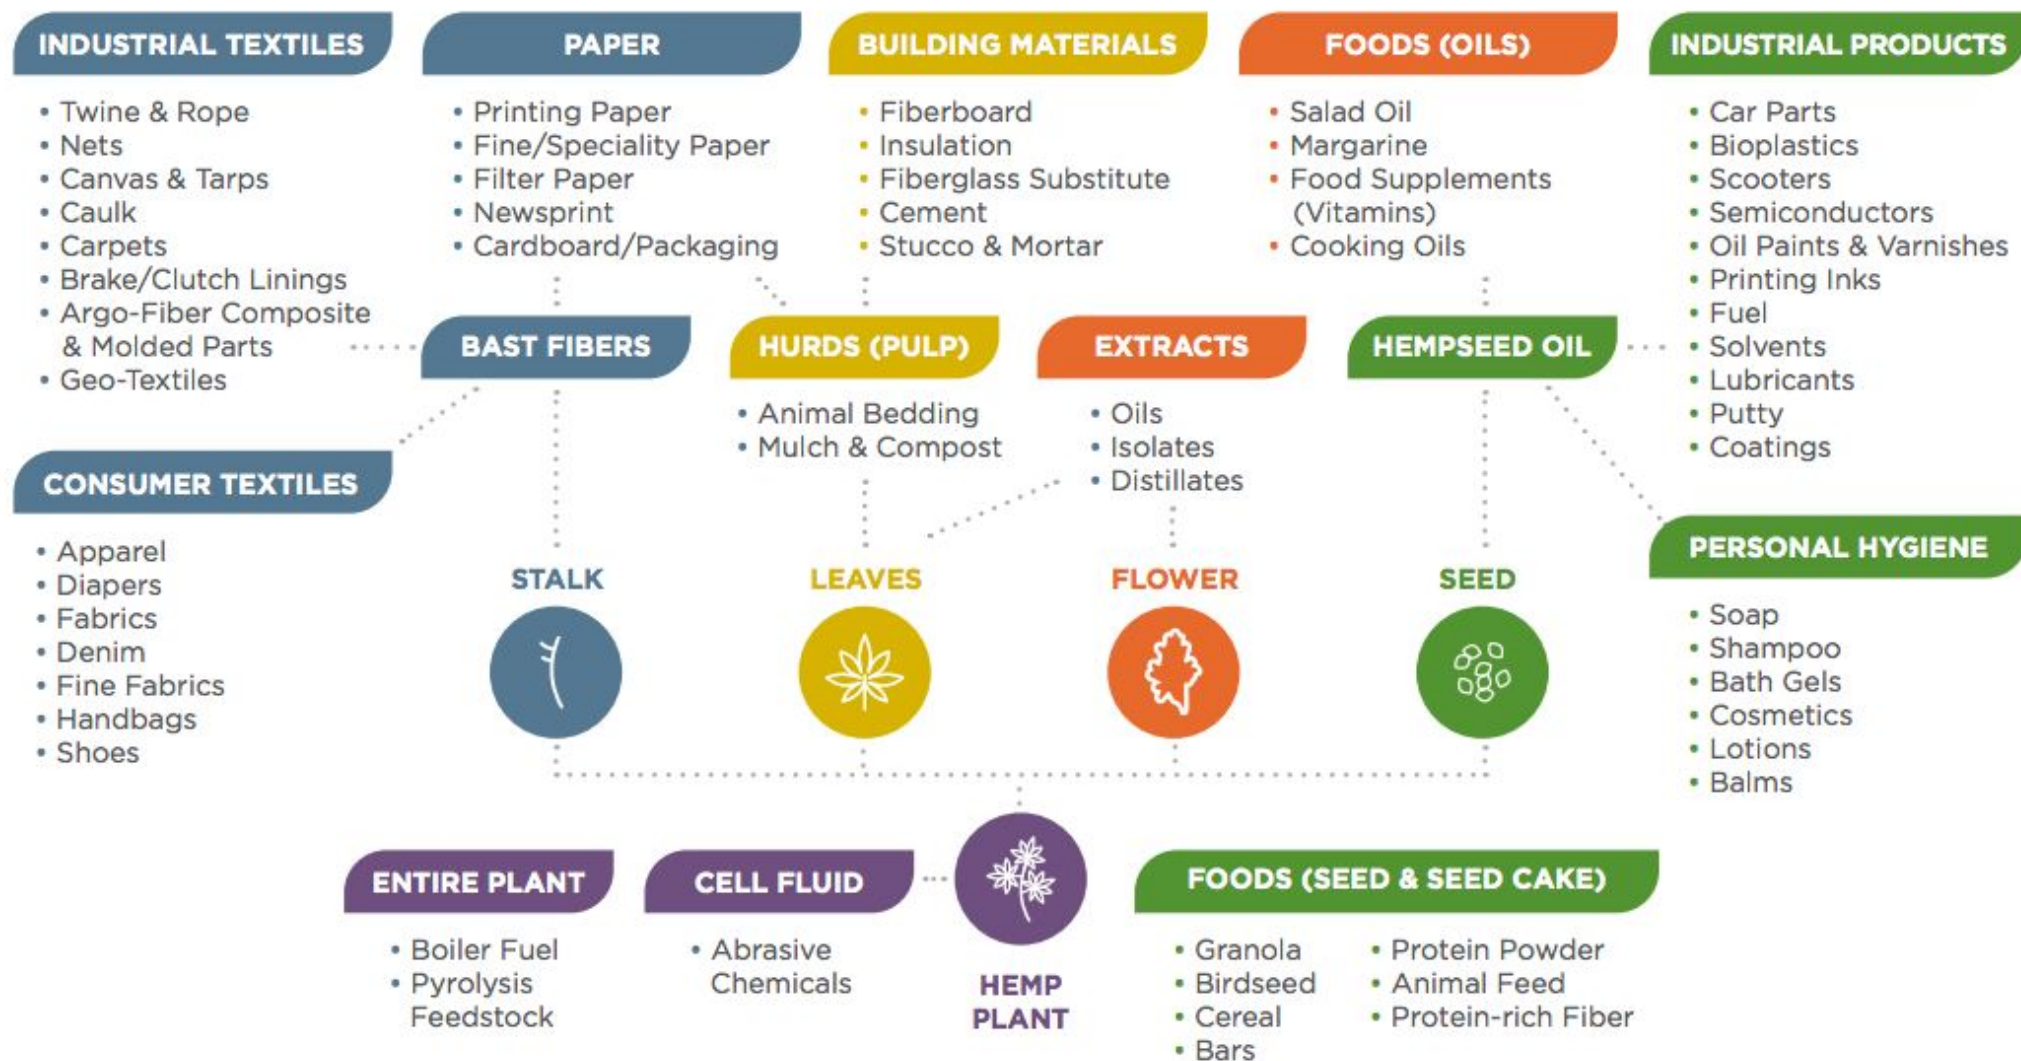 INDUSTRIAL TEXTILES
• Twine & Rope
• Nets
• Canvas & Tarps
• Caulk
• Carpets
• Brake/Clutch Linings
• Argo-Fiber Composite
& Molded Parts
• Geo-Textiles
PAPER
• Printing Paper
• Fine/Speciality Paper
• Filter Paper
• Newsprint
• Cardboard/Packaging
BUILDING MATERIALS
• Fiberboard
• Insulation
• Fiberglass Substitute
• Cement
• Stucco & Mortar
FOODS (OILS)
• Salad Oil
• Margarine
• Food Supplements
(Vitamins)
• Cooking Oils
INDUSTRIAL PRODUCTS
• Car Parts
• Bioplastics
• Scooters
• Semiconductors
• Oil Paints & Varnishes
• Printing Inks
• Fuel
• Solvents
• Lubricants
• Putty
• Coatings
BAST FIBERS
HURDS (PULP)
• Animal Bedding
• Mulch & Compost
EXTRACTS
• Oils
• Isolates
• Distillates
HEMPSEED OIL
CONSUMER TEXTILES
• Apparel
• Diapers
• Fabrics
• Denim
• Fine Fabrics
• Handbags
• Shoes
STALK
LEAVES
FLOWER
SEED
PERSONAL HYGIENE
• Soap
• Shampoo
• Bath Gels
• Cosmetics
• Lotions
• Balms
ENTIRE PLANT
• Boiler Fuel
• Pyrolysis
Feedstock
CELL FLUID
• Abrasive
Chemicals
HEMP
PLANT
FOODS (SEED & SEED CAKE)
• Granola
• Birdseed
• Cereal
• Bars
• Protein Powder
• Animal Feed
• Protein-rich Fiber